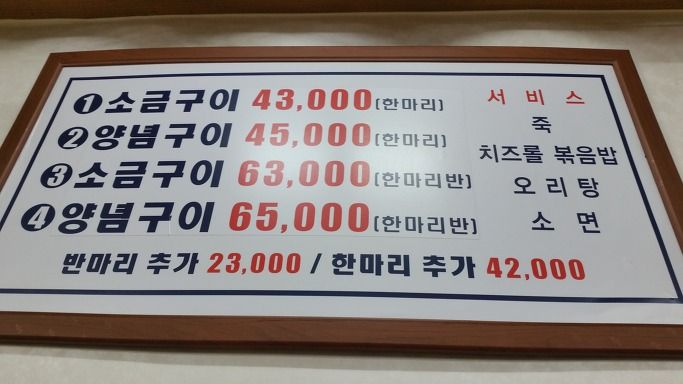 ❶소금구이 43,000(한마리)
❷양념구이 45,000(한마리)
❸소금구이 63,000(한마리반)
❹양념구이 65,000(한마리반)
서 비 스
죽
치즈롤 볶음밥
오 리 탕
소 면
반마리 추가 23,000 / 한마리 추가 42,000